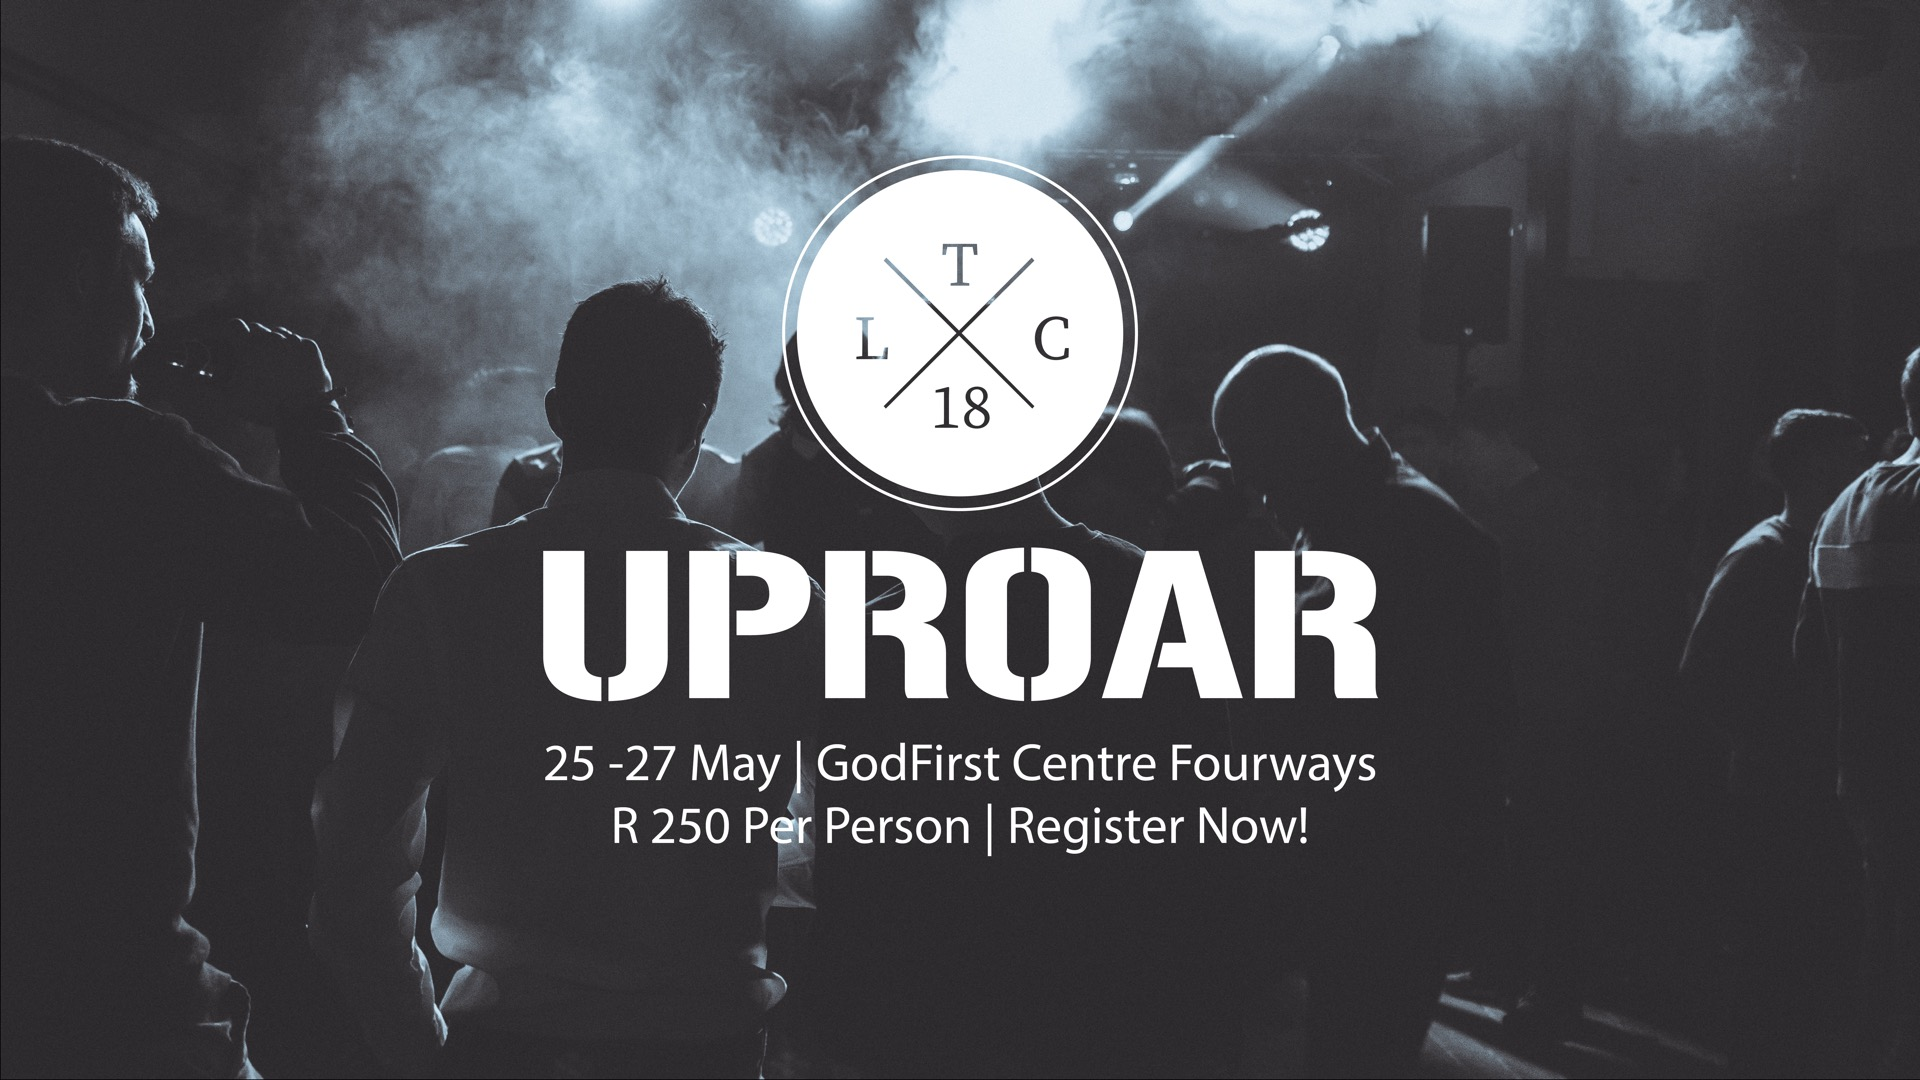 T
L C
18
UPROAR
25 -27 May | GodFirst Centre Fourways
R 250 Per Person | Register Now!